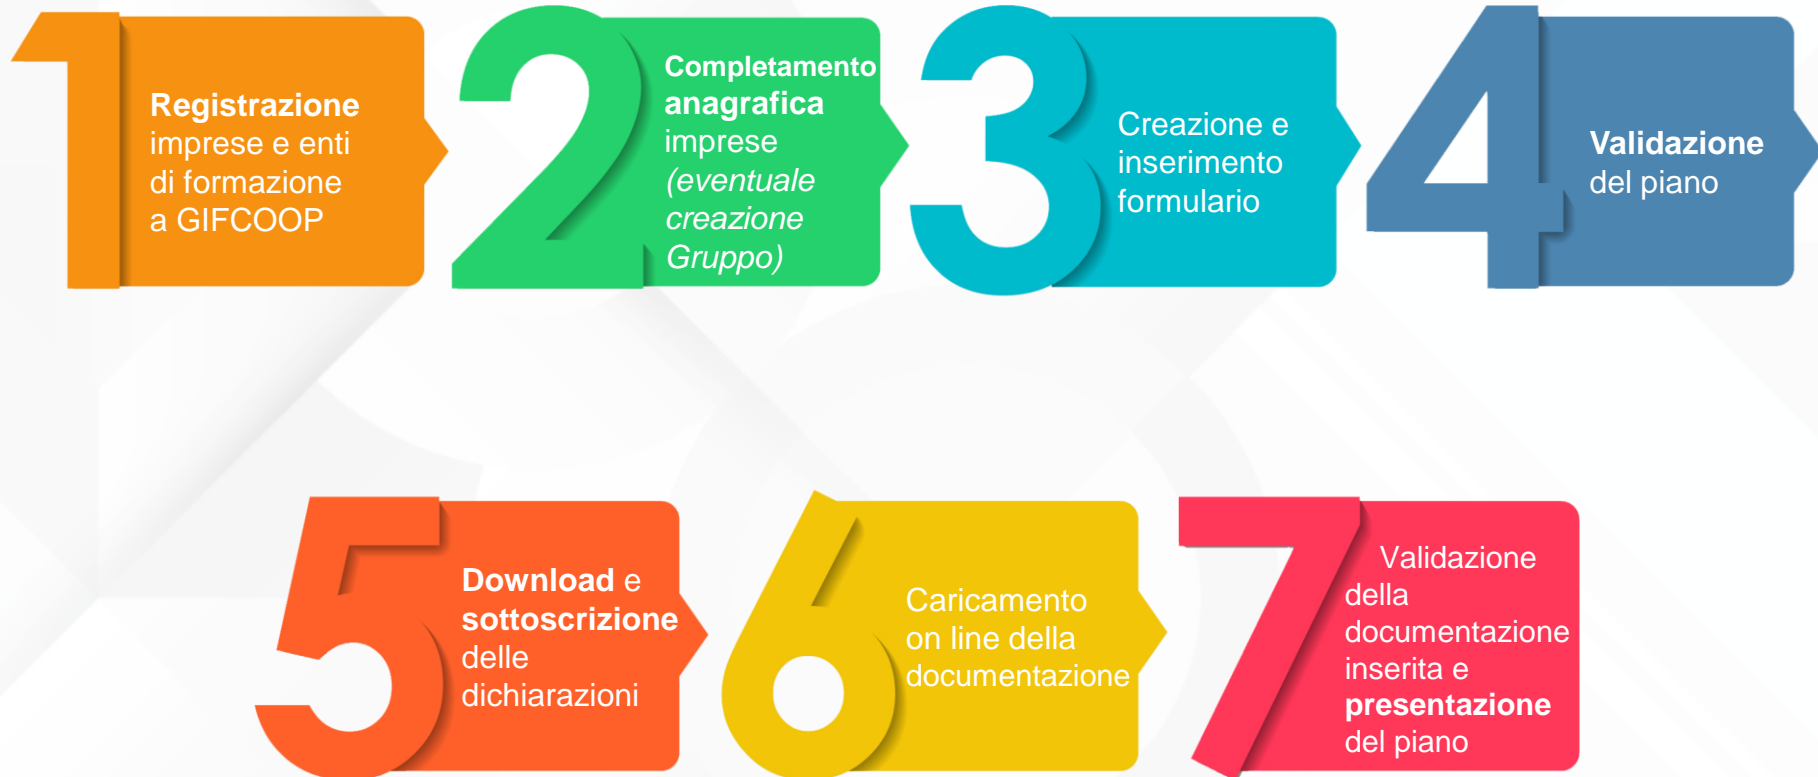 1
Registrazione
imprese e enti
di formazione
a GIFCOOP
2
Completamento
anagrafica
imprese
(eventuale
creazione
Gruppo)
3
Creazione e
inserimento
formulario
4
Validazione
del piano
5
Download e
sottoscrizione
delle
dichiarazioni
6
Caricamento
on line della
documentazione
7
Validazione
della
documentazione
inserita e
presentazione
del piano